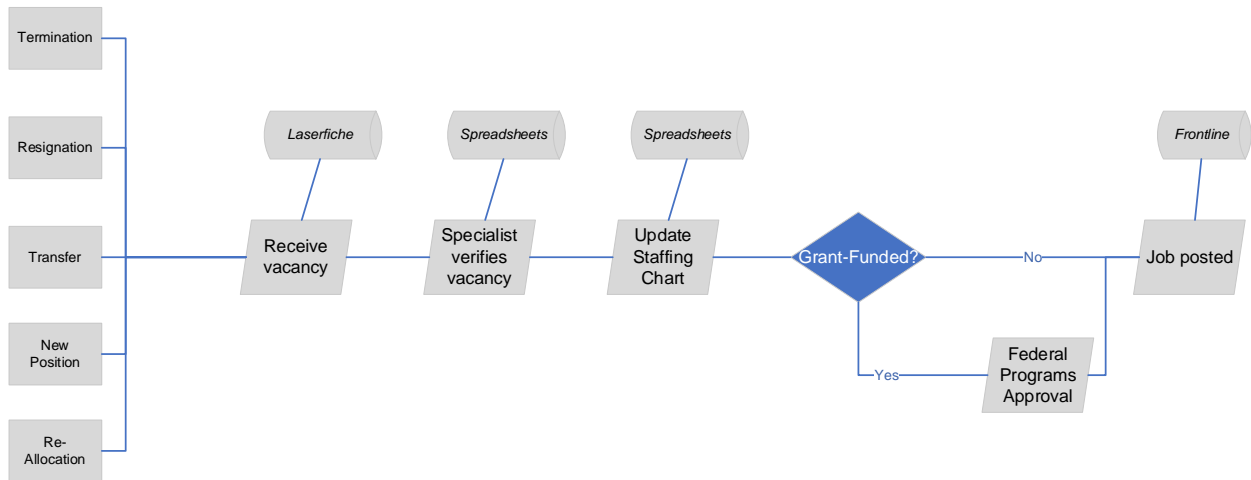 Termination
Resignation
Transfer
New
Position
Re-
Allocation
Laserfiche
Receive
vacancy
Spreadsheets
Specialist
verifies
vacancy
Spreadsheets
Update
Staffing
Chart
Grant-Funded?
No
Yes
Federal
Programs
Approval
Frontline
Job posted